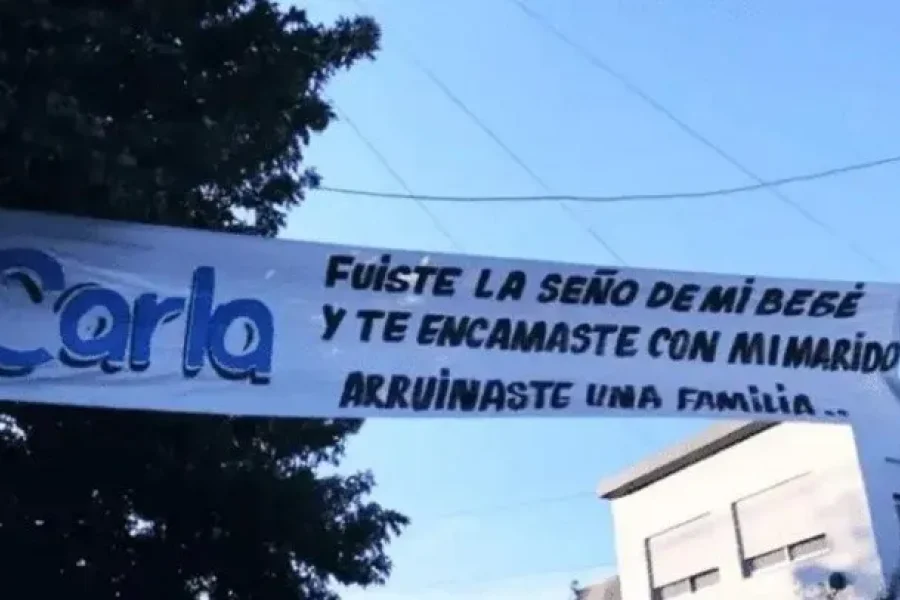 Carla
FUISTE LA SEÑO DE MI BEBÉ
Y TE ENCAMASTE CON MI MARIDO
ARRUINASTE UNA FAMILIA..